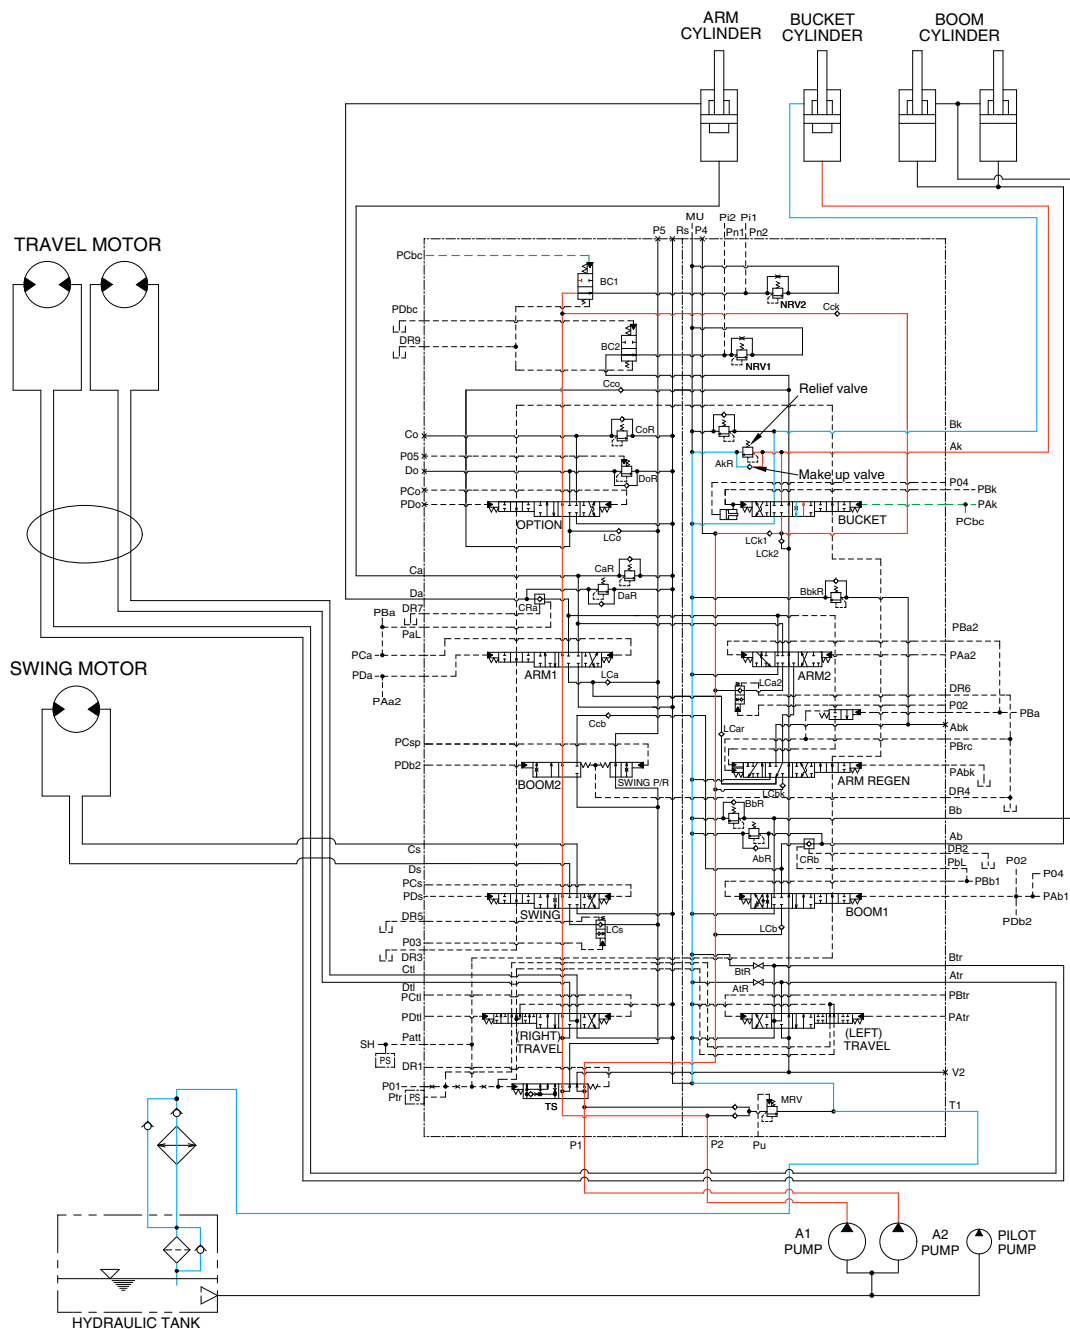 ARM
CYLINDER
BUCKET
CYLINDER
BOOM
CYLINDER
TRAVEL MOTOR
SWING MOTOR
MU
Pi2
Pi1
P5
Rs
P4
Pn1
Pn2
PCbc
BC1
NRV2
Cck
PDbc
DR9
BC2
NRV1
Cco
Relief valve
Co
CoR
Bk
Ak
P05
Do
DoR
AkR
Make up valve
PCo
PDo
OPTION
P04
PBk
PAk
PCbc
BUCKET
LCo
LCk1
LCk2
Ca
CaR
DaR
BbkR
Da
CRa
PBa
DR7
PaL
PCa
PDa
PAa2
ARM1
LCa
PBa2
PAa2
ARM2
LCa2
DR6
P02
PBa
Ccb
LCar
Abk
PCsp
PDb2
BOOM2
SWING P/R
PBrc
PAbk
ARM REGEN
LCbk
DR4
BbR
Bb
Ab
AbR
CRb
DR2
Cs
Ds
PCs
PDs
PbL
P02
PBb1
P04
PAb1
PDb2
SWING
BOOM1
DR5
LCs
LCb
P03
DR3
Ctl
Btr
BtR
Atr
AtR
Dtl
PCtl
PBtr
PDtl
PAtr
(RIGHT)
TRAVEL
(LEFT)
TRAVEL
Patt
SH
PS
DR1
P01
Ptr
PS
TS
V2
MRV
T1
P1
P2
Pu
A1
PUMP
A2
PUMP
PILOT
PUMP
HYDRAULIC TANK